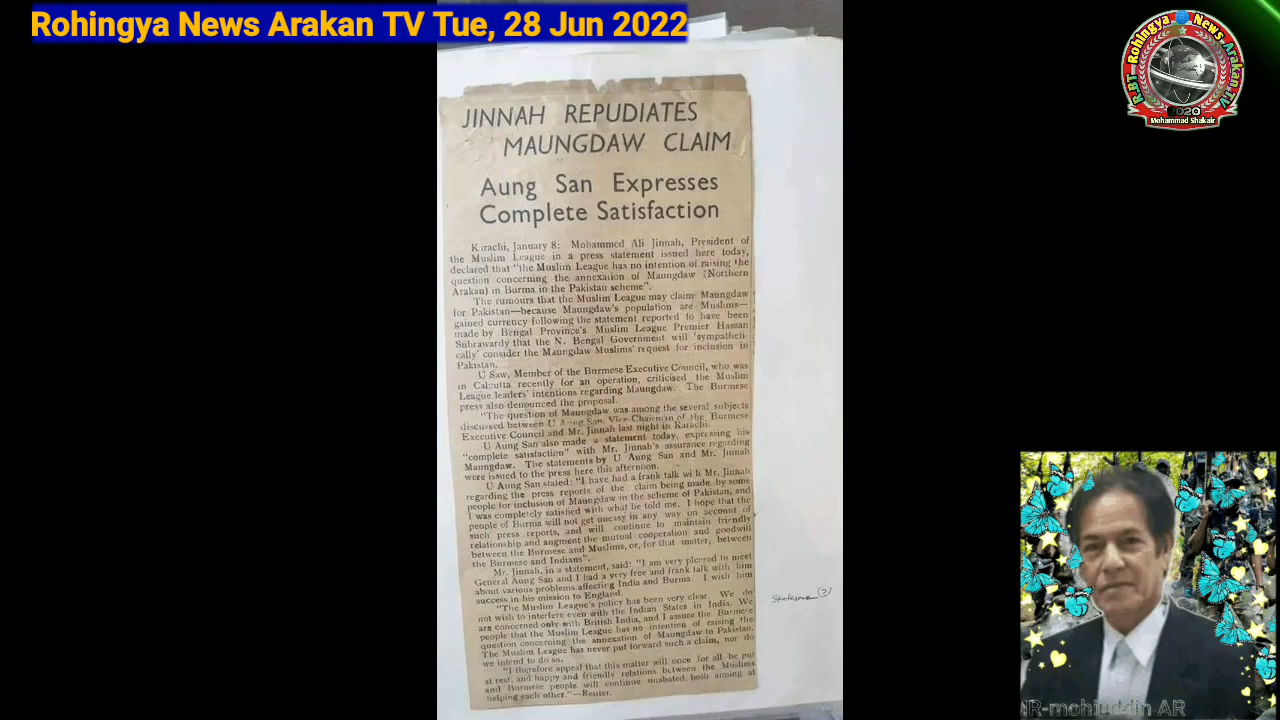 Rohingya News Arakan TV Tue, 28 Jun 2022
R.B.T- Rohingya News Arakan TV
2020
Mohammad Shakair
JINNAH REPUDIATES
MAUNGDAW CLAIM
Aung San Expresses
Complete Satisfaction
Karachi, January 8: Mohammed Ali Jinnah, President of
the Muslim League in a press statement issued here today,
declared that "the Muslim League has no intention of raising the
question concerning the annexation of Maungdaw (Northern
Arakan) in Burma in the Pakistan scheme".
The rumours that the Muslim League may claim Maungdaw
for Pakistan—because Maungdaw's population are Muslims—
gained currency following the statement reported to have been
made by Bengal Province's Muslim League Premier Hassan
Suhrawardy that the N. Bengal Government will 'sympatheti-
cally' consider the Maungdaw Muslims' request for inclusion in
Pakistan.
U Saw, Member of the Burmese Executive Council, who was
in Calcutta recently for an operation, criticised the Muslim
League leaders' intentions regarding Maungdaw. The Burmese
press also denounced the proposal.
"The question of Maungdaw was among the several subjects
discussed between U Aung San, Vice-Chairman of the Burmese
Executive Council and Mr. Jinnah last night in Karachi.
U Aung San also made a statement today, expressing his
"complete satisfaction" with Mr. Jinnah's assurance regarding
Maungdaw. The statements by U Aung San and Mr. Jinnah
were issued to the press here this afternoon.
U Aung San stated: "I have had a frank talk with Mr. Jinnah
regarding the press reports of the claim being made by some
people for inclusion of Maungdaw in the scheme of Pakistan, and
I was completely satisfied with what he told me. I hope that the
people of Burma will not get uneasy in any way on account of
such press reports, and will continue to maintain friendly
relationship and augment the mutual cooperation and goodwill
between the Burmese and Muslims, or, for that matter, between
the Burmese and Indians".
Mr. Jinnah, in a statement, said: "I am very pleased to meet
General Aung San and I had a very free and frank talk with him
about various problems affecting India and Burma. I wish him
success in his mission to England.
"The Muslim League's policy has been very clear. We do
not wish to interfere even with the Indian States in India. We
are concerned only with British India, and I assure the Burmese
people that the Muslim League has no intention of raising the
question concerning the annexation of Maungdaw to Pakistan.
The Muslim League has never put forward such a claim, nor do
we intend to do so.
"I therefore appeal that this matter will once for all be put
at rest, and happy and friendly relations between the Muslims
and Burmese people will continue unabated, both aiming at
helping each other."—Reuter.
Statesman (3)
NR-mohiuddin AR